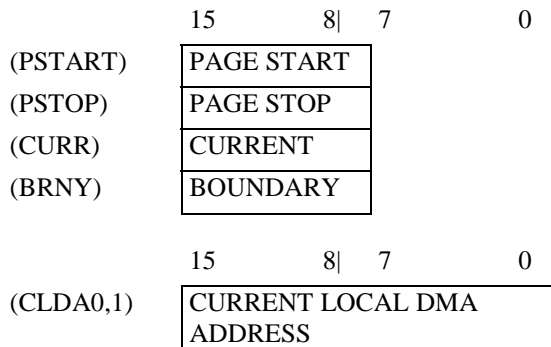 15 8| 7 0
(PSTART) PAGE START
(PSTOP) PAGE STOP
(CURR) CURRENT
(BRNY) BOUNDARY
15 8| 7 0
(CLDA0,1) CURRENT LOCAL DMA
ADDRESS